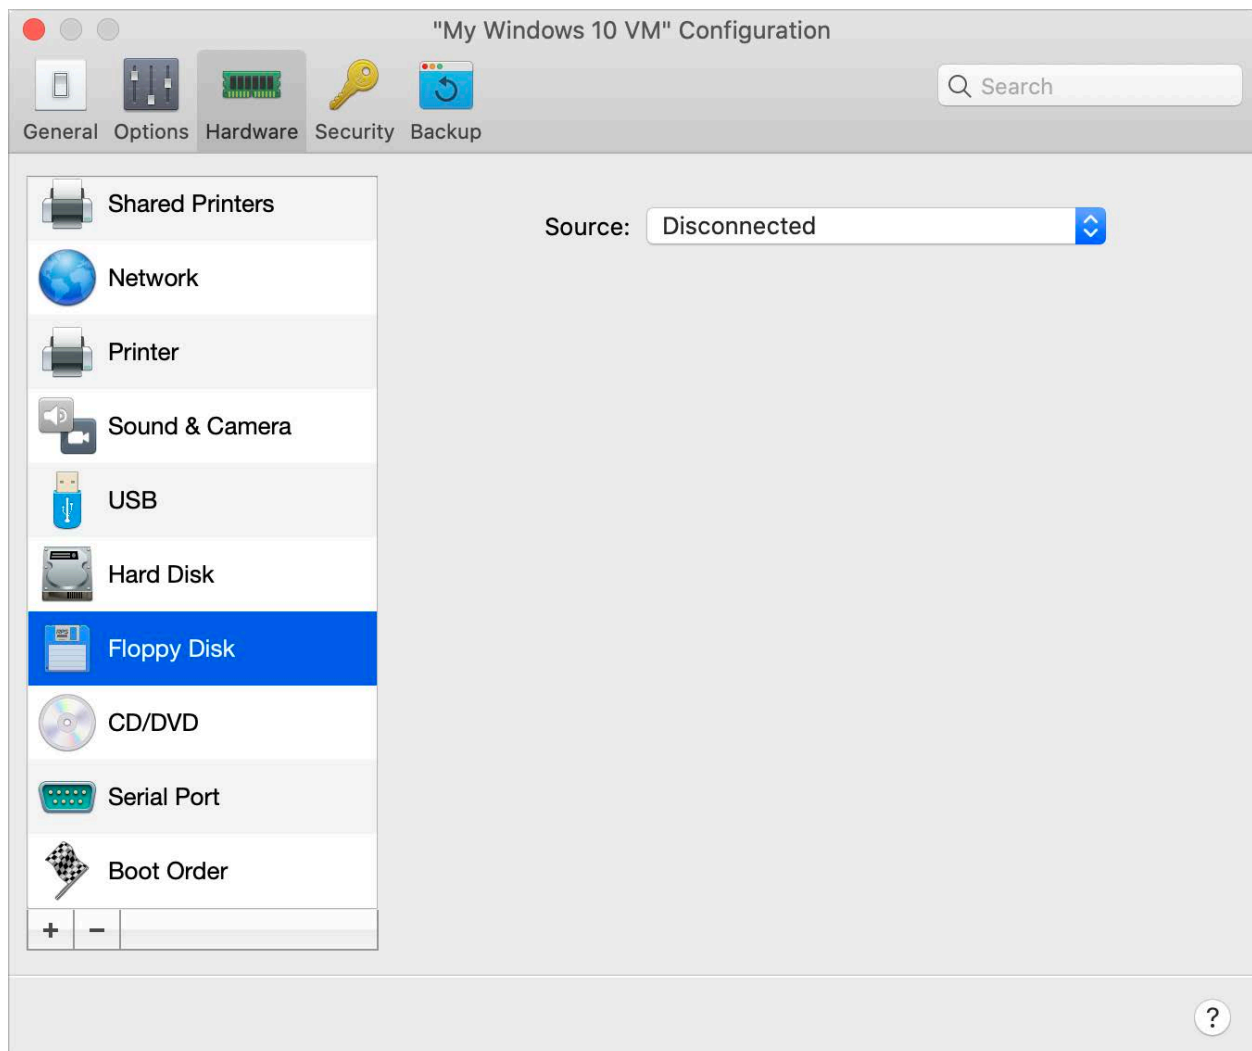 "My Windows 10 VM" Configuration
General Options Hardware Security Backup
Search
Shared Printers
Source: Disconnected
Network
Printer
Sound & Camera
USB
Hard Disk
Floppy Disk
CD/DVD
Serial Port
Boot Order
+ −
?